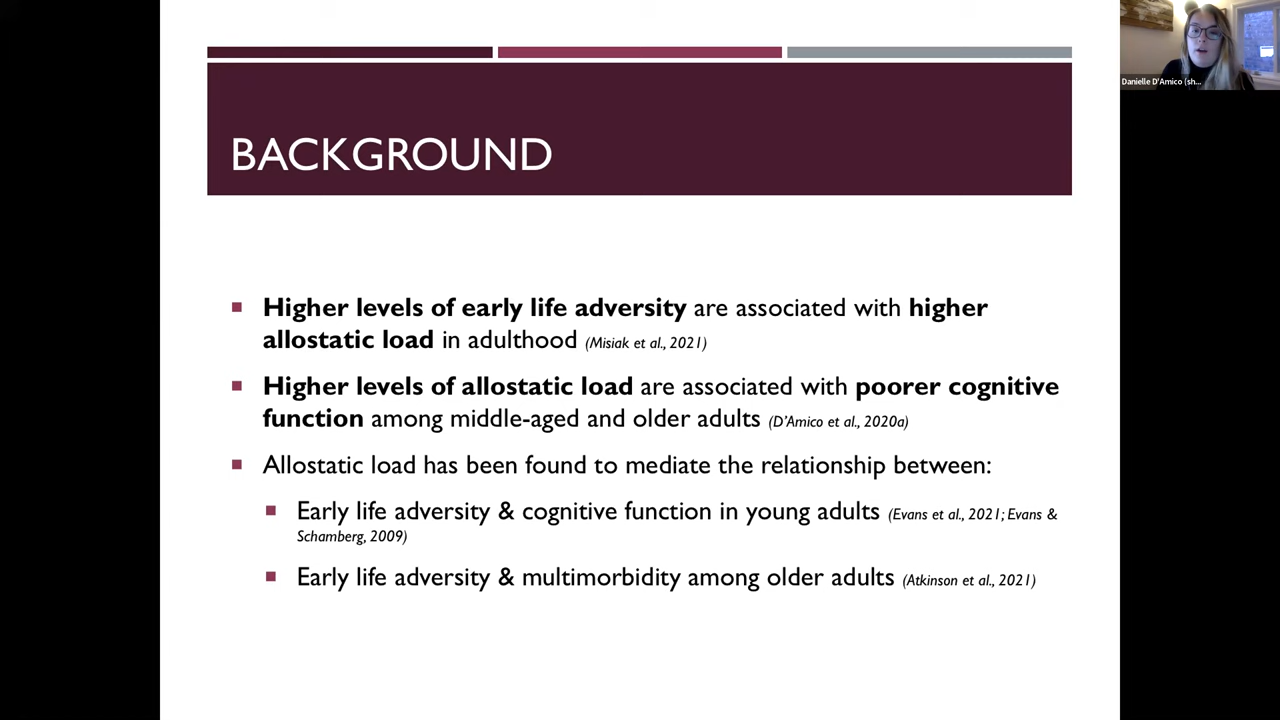 Danielle D'Amico (sh...
BACKGROUND
Higher levels of early life adversity are associated with higher
allostatic load in adulthood (Misiak et al., 2021)
Higher levels of allostatic load are associated with poorer cognitive
function among middle-aged and older adults (D'Amico et al., 2020a)
Allostatic load has been found to mediate the relationship between:
Early life adversity & cognitive function in young adults (Evans et al., 2021; Evans &
Schamberg, 2009)
Early life adversity & multimorbidity among older adults (Atkinson et al., 2021)